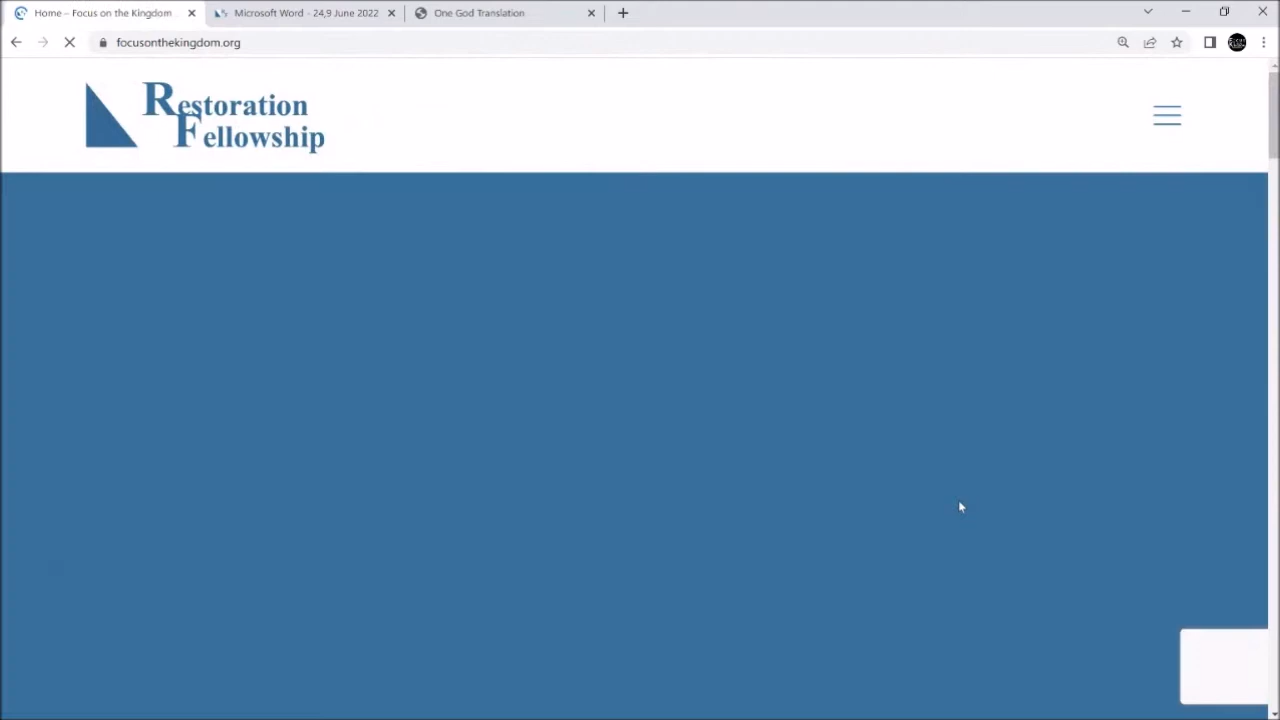 Home – Focus on the Kingdom
Microsoft Word - 24,9 June 2022
One God Translation
focusonthekingdom.org
Restoration
Fellowship